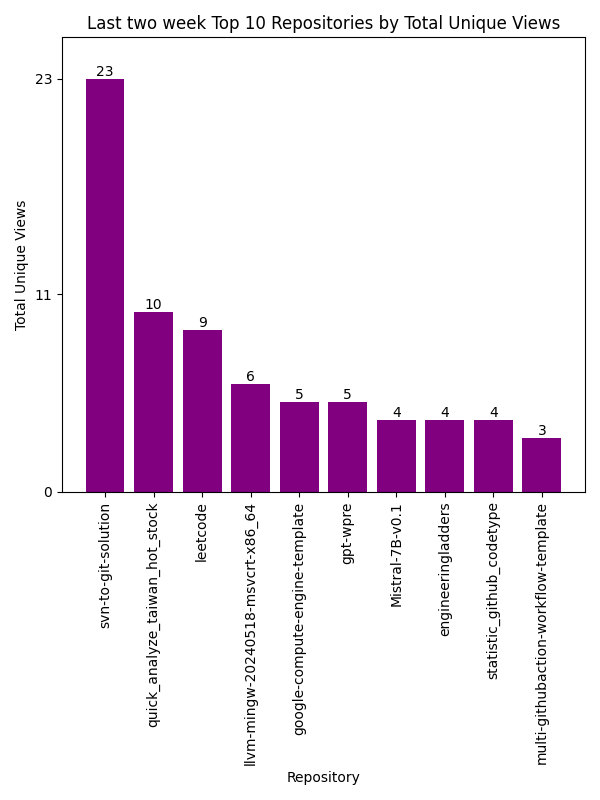 Last two week Top 10 Repositories by Total Unique Views
Total Unique Views
23
11
0
23
10
9
6
5
5
4
4
4
3
svn-to-git-solution
quick_analyze_taiwan_hot_stock
leetcode
llvm-mingw-20240518-msvcrt-x86_64
google-compute-engine-template
gpt-wpre
Mistral-7B-v0.1
engineeringladders
statistic_github_codetype
multi-githubaction-workflow-template
Repository